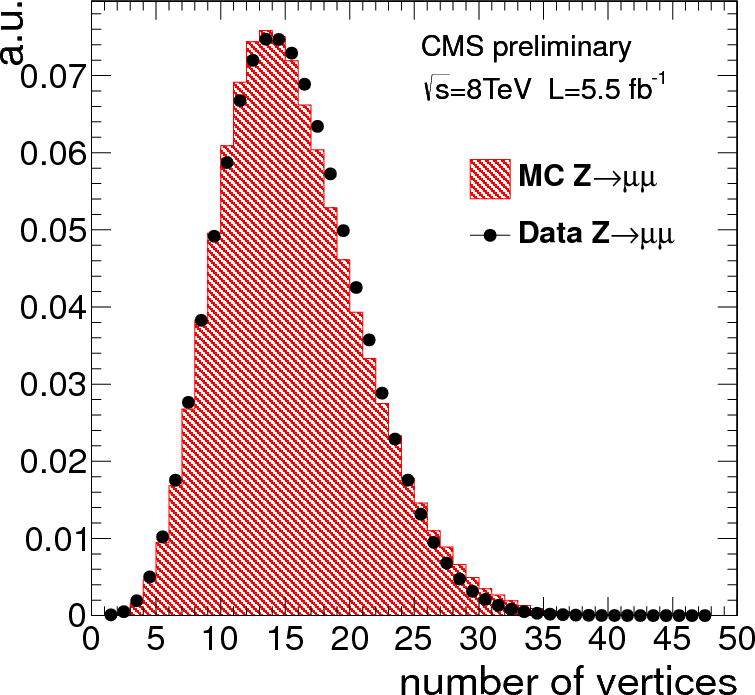 a.u.
CMS preliminary
√s=8TeV L=5.5 fb⁻¹
MC Z→μμ
Data Z→μμ
0.07
0.06
0.05
0.04
0.03
0.02
0.01
0
0 5 10 15 20 25 30 35 40 45 50
number of vertices